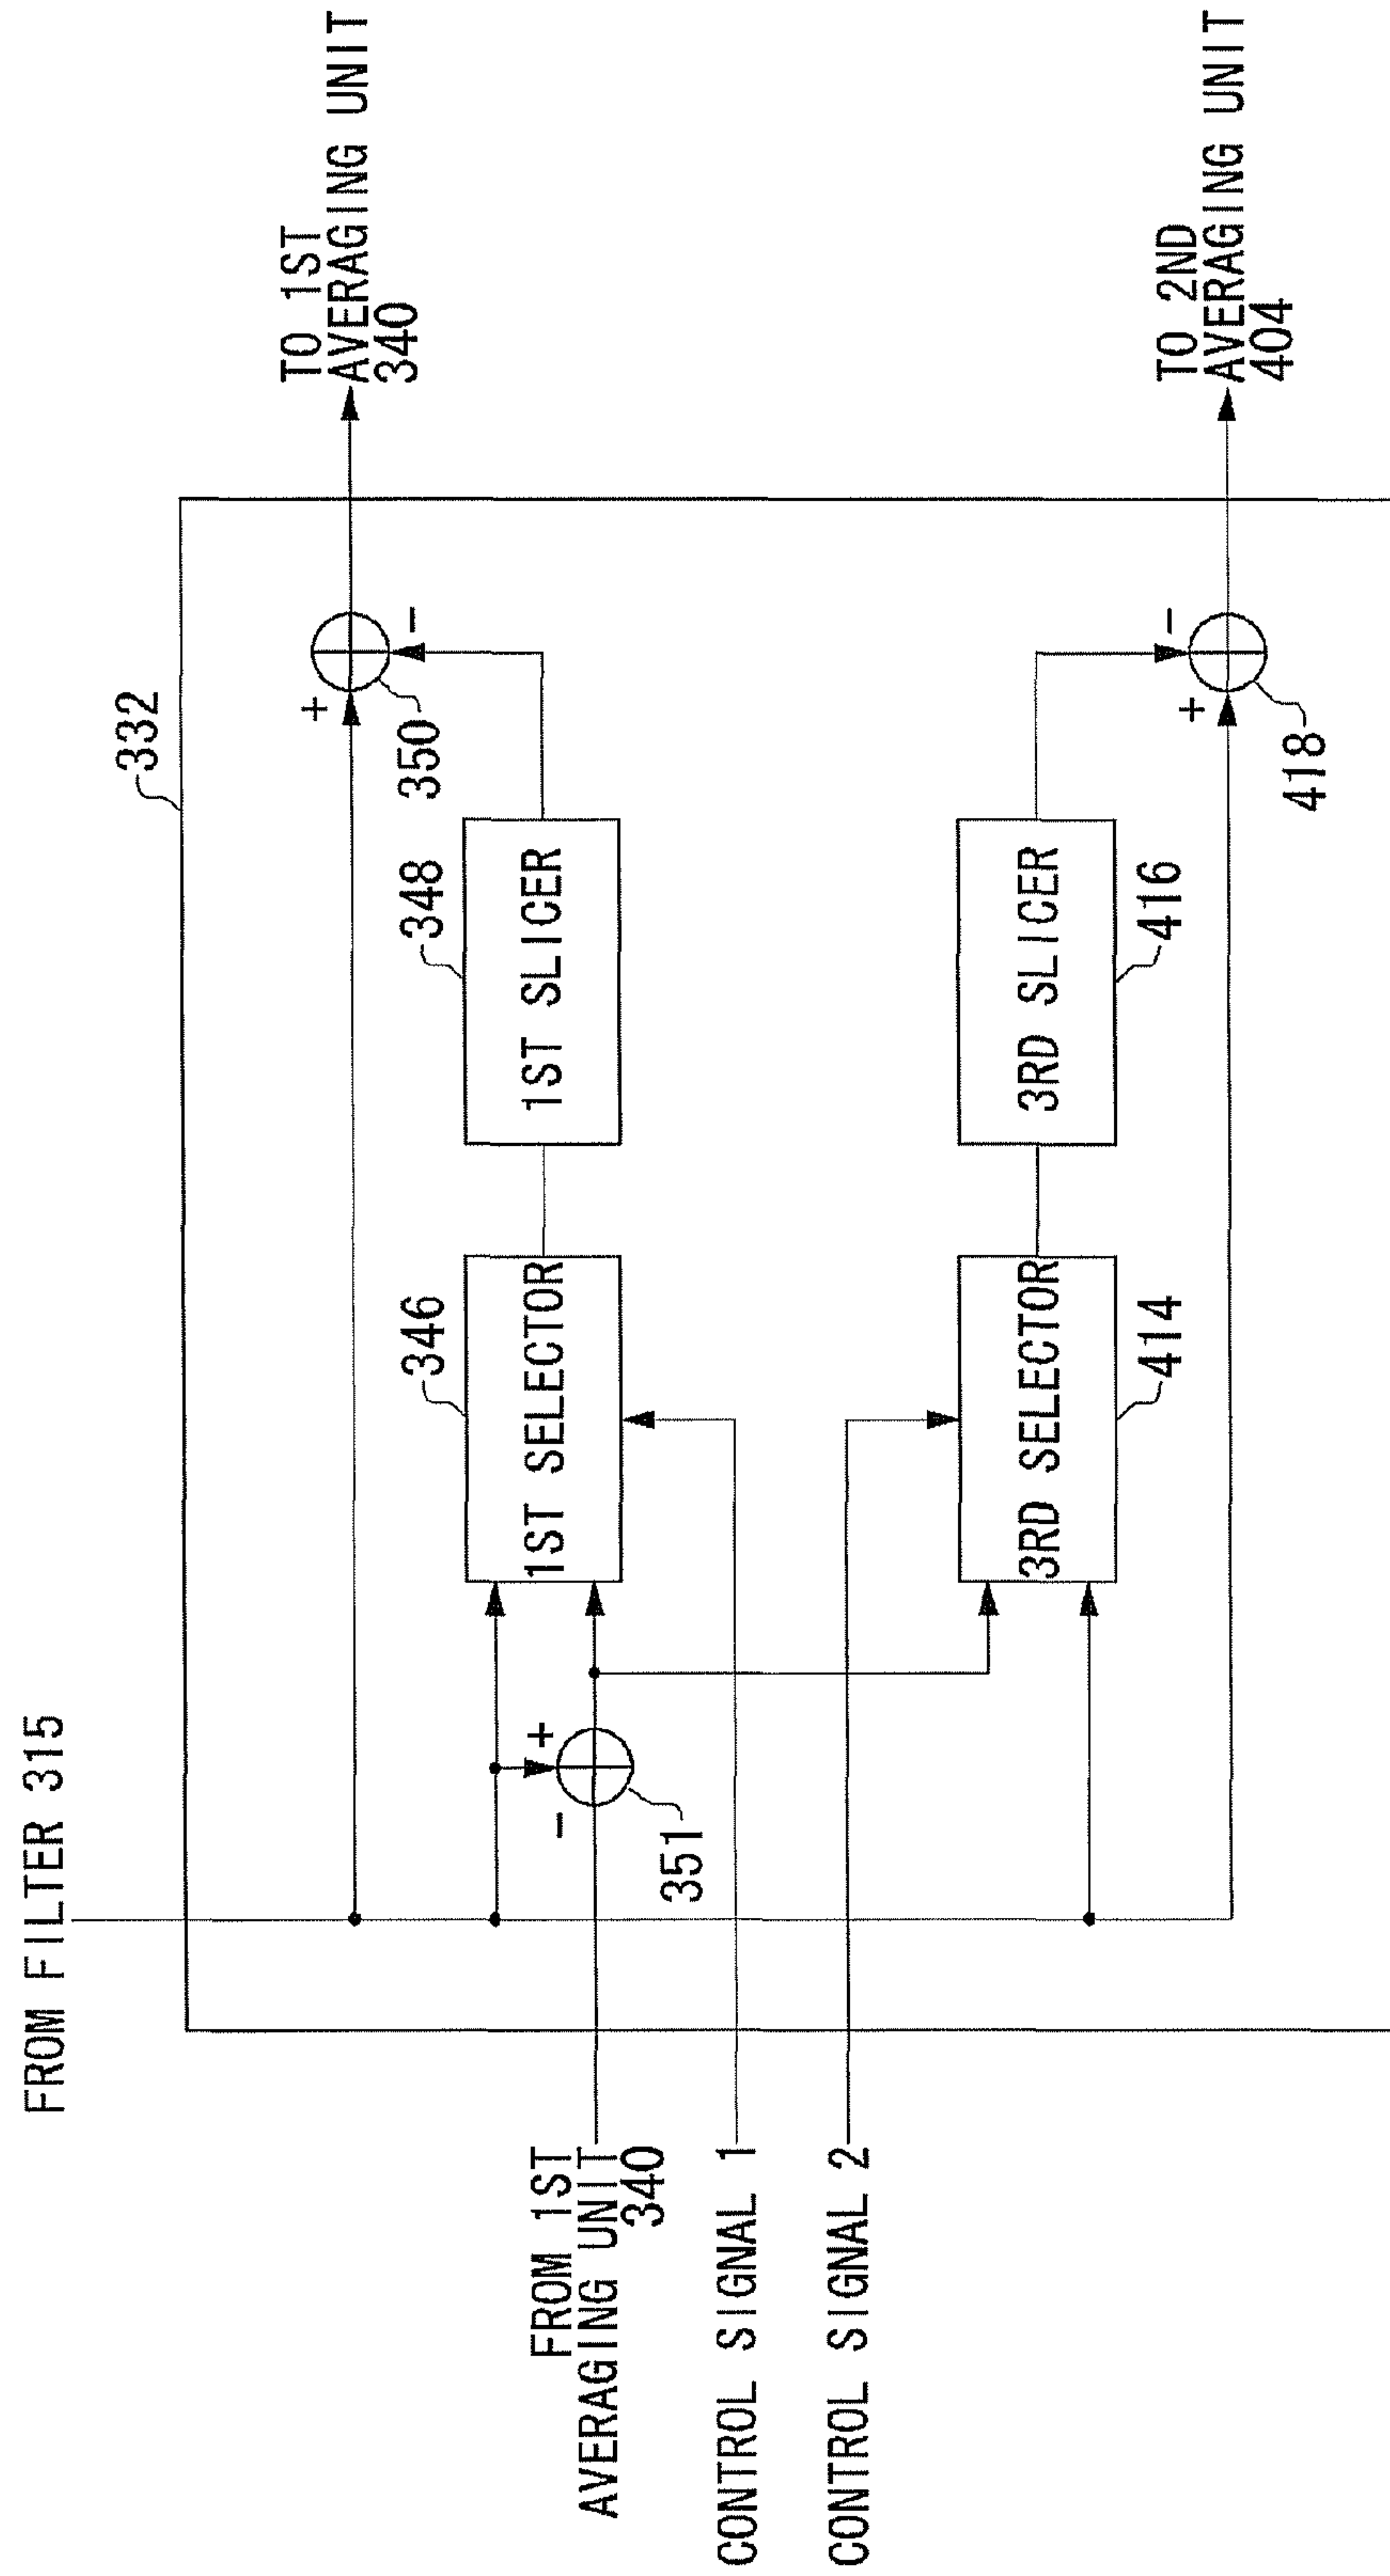 FROM FILTER 315
332
TO 1ST
AVERAGING UNIT
340
+
-
350
346
1ST SELECTOR
348
1ST SLICER
FROM 1ST
AVERAGING UNIT
340
-
+
351
CONTROL SIGNAL 1
CONTROL SIGNAL 2
3RD SELECTOR
414
3RD SLICER
416
-
+
418
TO 2ND
AVERAGING UNIT
404